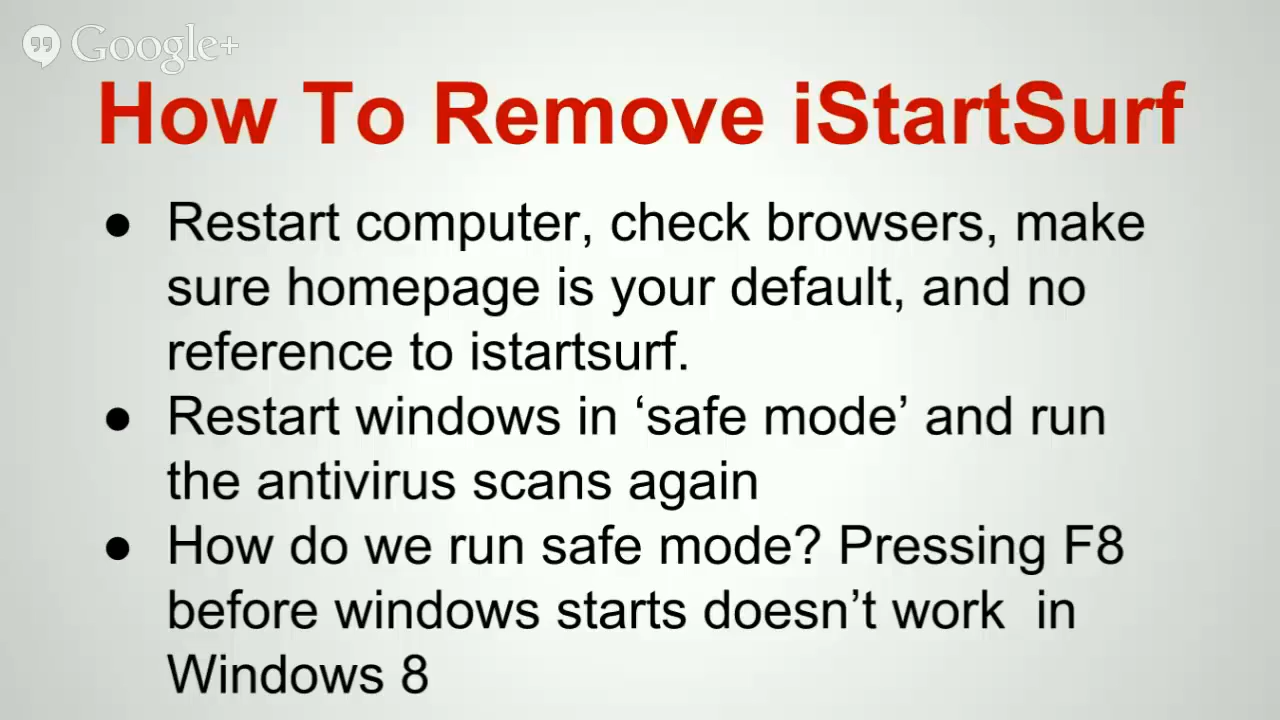 Google+
How To Remove iStartSurf
● Restart computer, check browsers, make
sure homepage is your default, and no
reference to istartsurf.
● Restart windows in ‘safe mode’ and run
the antivirus scans again
● How do we run safe mode? Pressing F8
before windows starts doesn’t work in
Windows 8